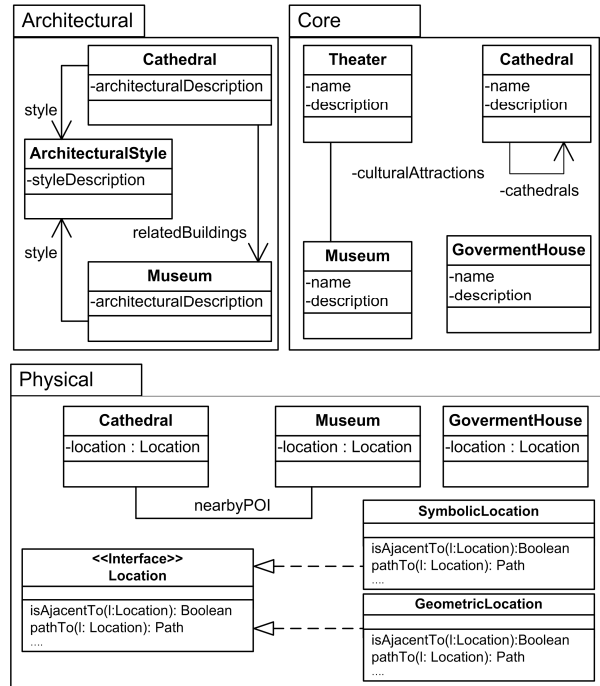 Architectural
Cathedral
-architecturalDescription
style
ArchitecturalStyle
-styleDescription
style
relatedBuildings
Museum
-architecturalDescription
Core
Theater
-name
-description
Cathedral
-name
-description
-culturalAttractions
-cathedrals
Museum
-name
-description
GovermentHouse
-name
-description
Physical
Cathedral
-location : Location
Museum
-location : Location
GovermentHouse
-location : Location
nearbyPOI
<<Interface>>
Location
isAjacentTo(l:Location): Boolean
pathTo(l: Location): Path
....
SymbolicLocation
isAjacentTo(l:Location):Boolean
pathTo(l: Location): Path
....
GeometricLocation
isAjacentTo(l:Location):Boolean
pathTo(l: Location): Path
....